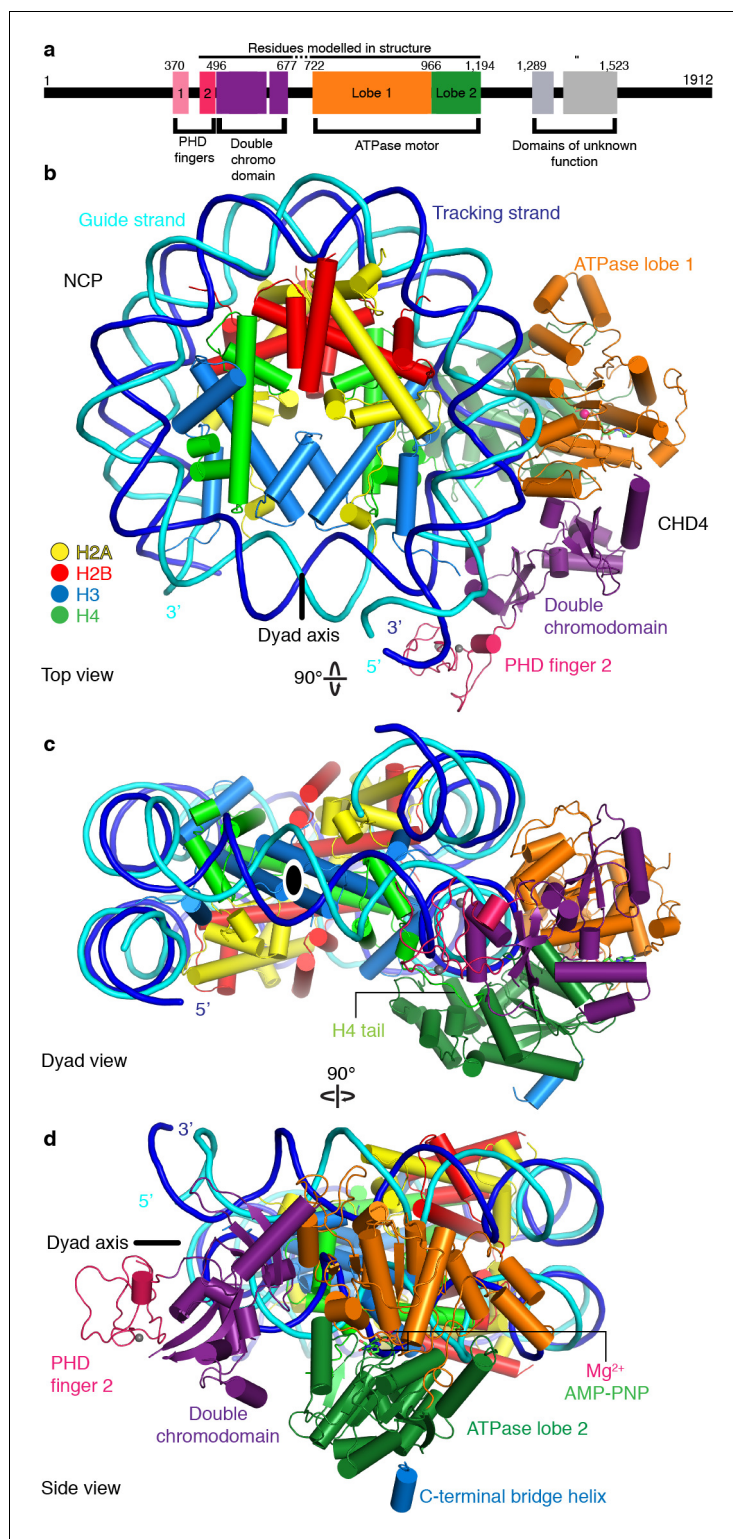 a
Residues modelled in structure
370 496 677 722 966 1,194 1,289 " 1,523
1 1912
1 2 Lobe 1 Lobe 2
PHD fingers
Double chromo domain
ATPase motor
Domains of unknown function
b
Guide strand
Tracking strand
NCP
ATPase lobe 1
CHD4
H2A
H2B
H3
H4
3’
Dyad axis
3’
5’
Double
chromodomain
PHD finger 2
Top view
90°
c
5’
H4 tail
Dyad view
90°
d
3’
5’
Dyad axis
PHD
finger 2
Double
chromodomain
Mg2+
AMP-PNP
ATPase lobe 2
C-terminal bridge helix
Side view